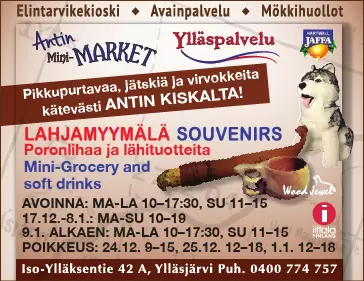 Elintarvikekioski ◆ Avainpalvelu ◆ Mökkihuollot
Antin
Mini-MARKET
Ylläspalvelu
HARTWALL
JAFFA
Pikkupurtavaa, jätskiä ja virvokkeita
kätevästi ANTIN KISKALTA!
LAHJAMYYMÄLÄ SOUVENIRS
Poronlihaa ja lähituotteita
Mini-Grocery and
soft drinks
Wood Jewel
AVOINNA: MA-LA 10–17:30, SU 11–15
17.12.-8.1.: MA-SU 10–19
9.1. ALKAEN: MA-LA 10–17:30, SU 11–15
POIKKEUS: 24.12. 9–15, 25.12. 12–18, 1.1. 12–18
iittala
FINLAND
Iso-Ylläksentie 42 A, Ylläsjärvi Puh. 0400 774 757